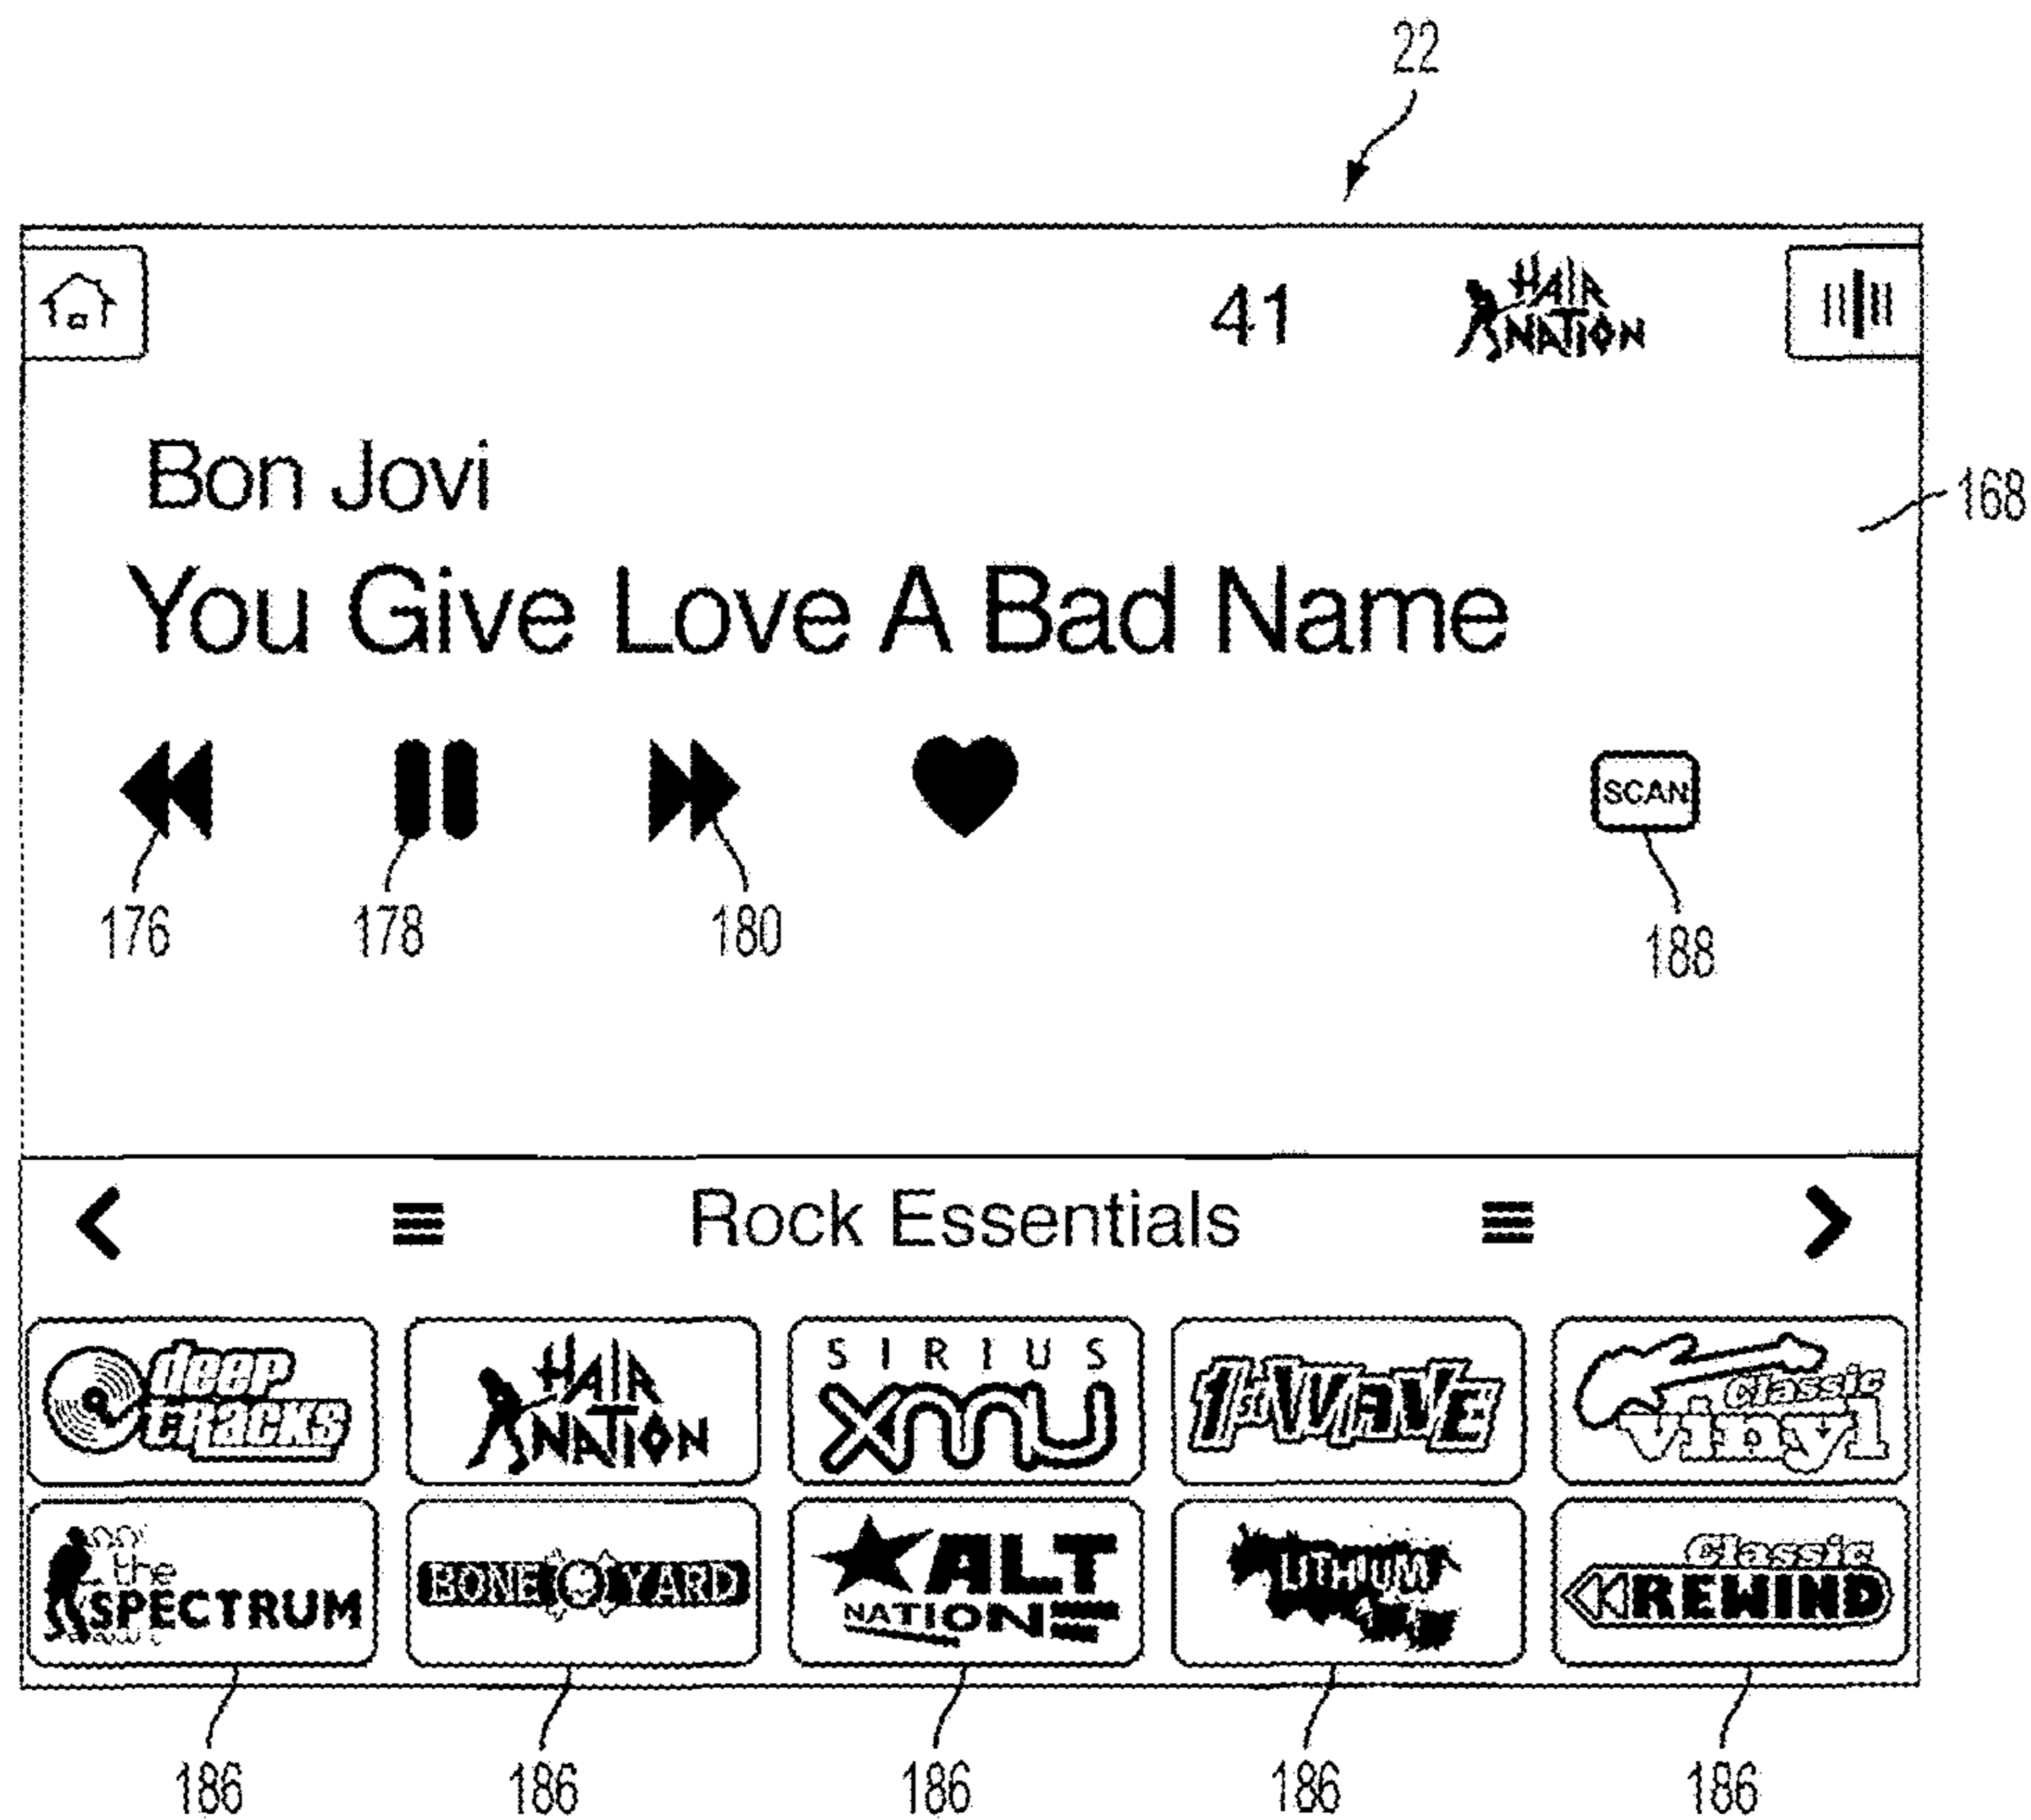 22
41 HAIR NATION
Bon Jovi
168
You Give Love A Bad Name
SCAN
176 178 180 188
Rock Essentials
deep tracks
HAIR NATION
SIRIUS
xmu
1st WAVE
Classic
vinyl
the
SPECTRUM
BONEYARD
ALT
NATION
LITHIUM
Classic
REWIND
186 186 186 186 186